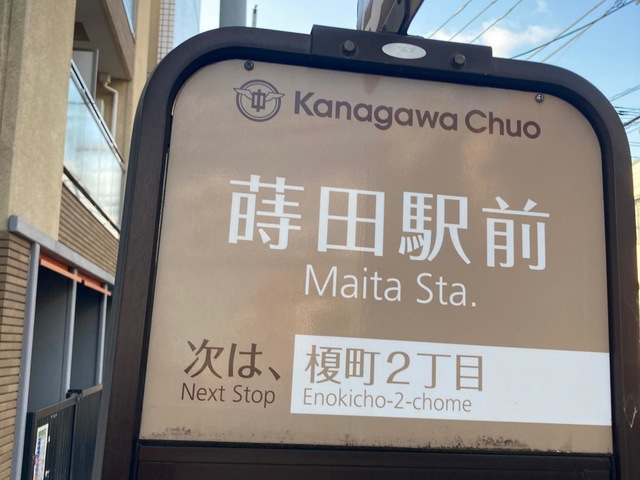 Kanagawa Chuo
蒔田駅前
Maita Sta.
次は、 榎町2丁目
Next Stop Enokicho-2-chome